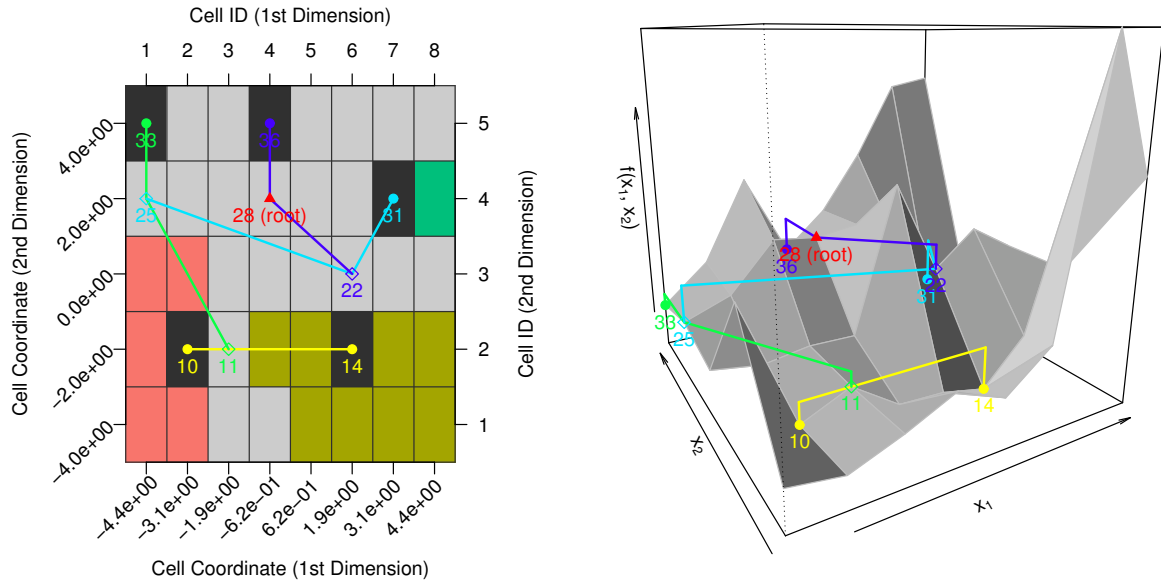 Cell ID (1st Dimension)
1 2 3 4 5 6 7 8
Cell Coordinate (2nd Dimension)
4.0e+00
2.0e+00
0.0e+00
−2.0e+00
−4.0e+00
5
4
3
2
1
Cell ID (2nd Dimension)
33
36
25
28 (root)
31
22
10
11
14
−4.4e+00
−3.1e+00
−1.9e+00
−6.2e−01
6.2e−01
1.9e+00
3.1e+00
4.4e+00
Cell Coordinate (1st Dimension)
f(x1, x2)
28 (root)
36
22
31
33
25
11
14
10
x2
x1